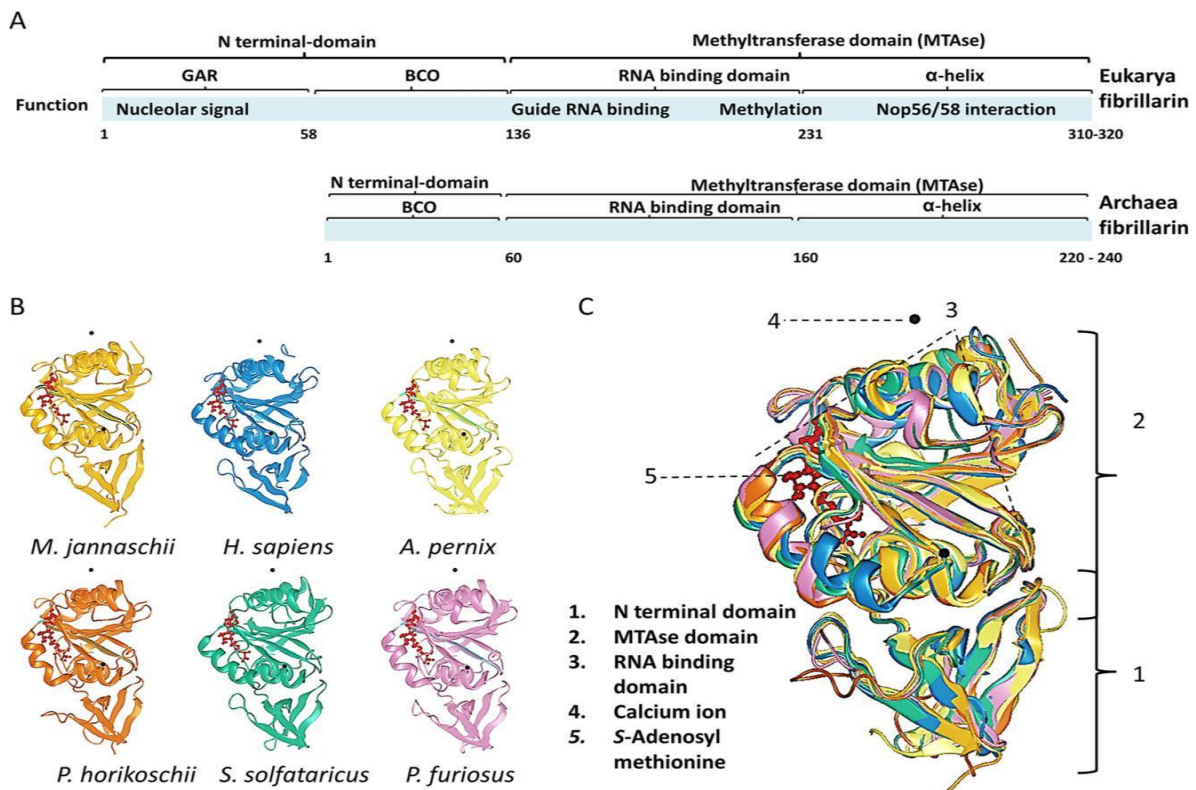 A
N terminal-domain Methyltransferase domain (MTAse)
GAR BCO RNA binding domain α-helix Eukarya
fibrillarin
Function Nucleolar signal Guide RNA binding Methylation Nop56/58 interaction
1 58 136 231 310-320
N terminal-domain Methyltransferase domain (MTAse)
BCO RNA binding domain α-helix Archaea
fibrillarin
1 60 160 220 - 240
B
M. jannaschii H. sapiens A. pernix
P. horikoschii S. solfataricus P. furiosus
C
4 3
2
5
1
1. N terminal domain
2. MTAse domain
3. RNA binding
domain
4. Calcium ion
5. S-Adenosyl
methionine